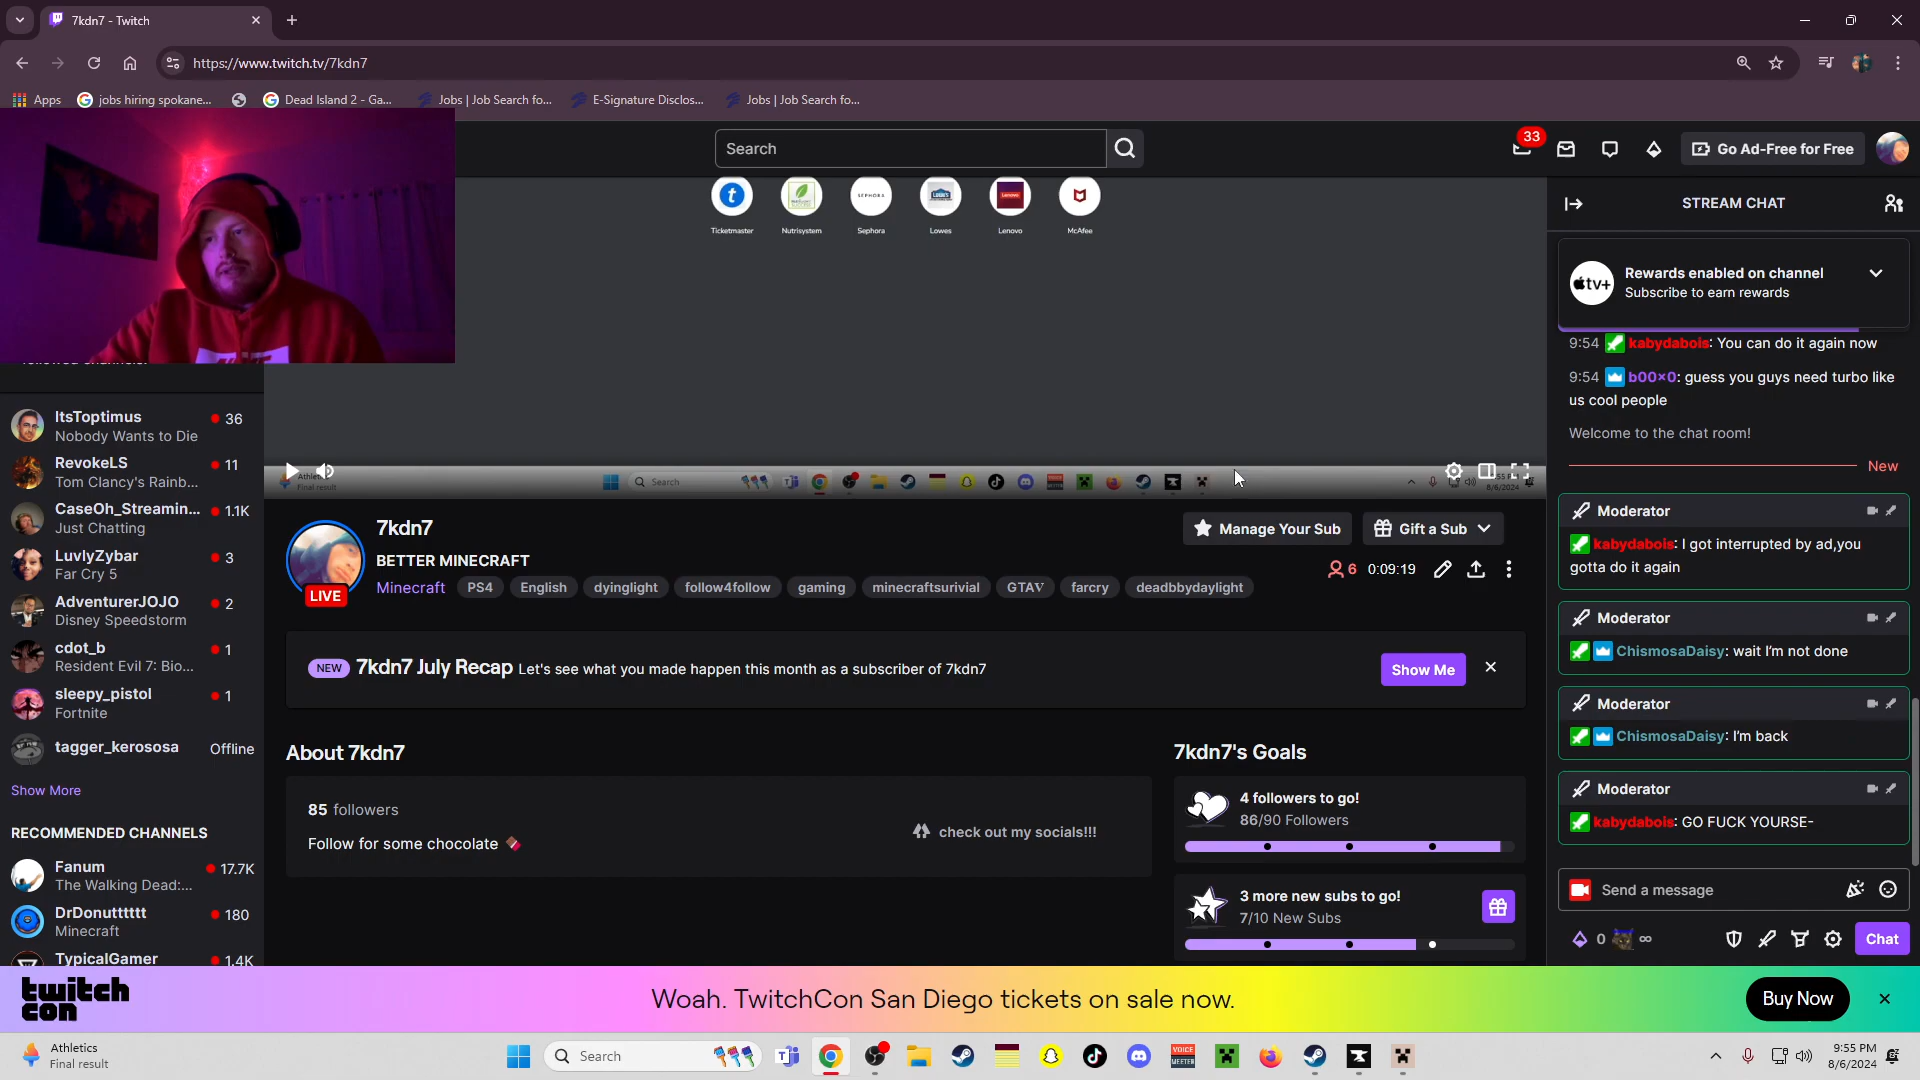 7kdn7 - Twitch
https://www.twitch.tv/7kdn7
Apps
jobs hiring spokane...
Dead Island 2 - Ga...
Jobs | Job Search fo...
E-Signature Disclos...
Jobs | Job Search fo...
Search
33
Go Ad-Free for Free
Ticketmaster
Nutrisystem
Sephora
Lowes
Lenovo
McAfee
STREAM CHAT
tv+
Rewards enabled on channel
Subscribe to earn rewards
9:54 kabydabois: You can do it again now
9:54 b00x0: guess you guys need turbo like
us cool people
Welcome to the chat room!
New
Moderator
kabydabois: I got interrupted by ad,you
gotta do it again
Moderator
ChismosaDaisy: wait I'm not done
Moderator
ChismosaDaisy: I'm back
Moderator
kabydabois: GO FUCK YOURSE-
Send a message
0
∞
Chat
ItsToptimus 36
Nobody Wants to Die
RevokeLS 11
Tom Clancy's Rainb...
CaseOh_Streamin... 1.1K
Just Chatting
LuvlyZybar 3
Far Cry 5
AdventurerJOJO 2
Disney Speedstorm
cdot_b 1
Resident Evil 7: Bio...
sleepy_pistol 1
Fortnite
tagger_kerososa Offline
Show More
RECOMMENDED CHANNELS
Fanum 17.7K
The Walking Dead:...
DrDonutttttt 180
Minecraft
TypicalGamer 1.4K
Search
Final result
8/6/2024
LIVE
7kdn7
BETTER MINECRAFT
Minecraft PS4 English dyinglight follow4follow gaming minecraftsurivial GTAV farcry deadbbydaylight
Manage Your Sub
Gift a Sub
6 0:09:19
NEW 7kdn7 July Recap Let's see what you made happen this month as a subscriber of 7kdn7
Show Me
About 7kdn7
85 followers
Follow for some chocolate
check out my socials!!!
7kdn7's Goals
4 followers to go!
86/90 Followers
3 more new subs to go!
7/10 New Subs
twitch
con
Woah. TwitchCon San Diego tickets on sale now.
Buy Now
Athletics
Final result
Search
VOICE
MEETER
9:55 PM
8/6/2024